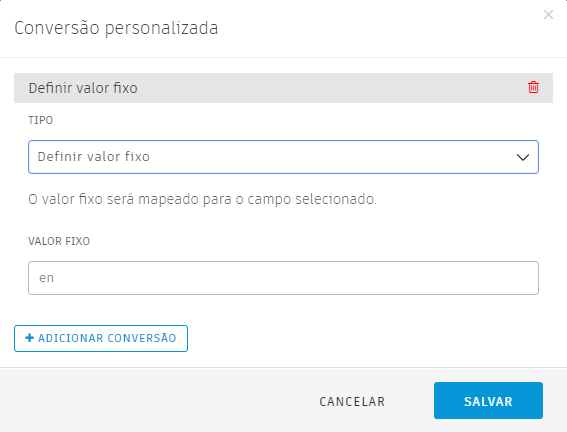 Conversão personalizada
Definir valor fixo
TIPO
Definir valor fixo
O valor fixo será mapeado para o campo selecionado.
VALOR FIXO
en
+ ADICIONAR CONVERSÃO
CANCELAR
SALVAR